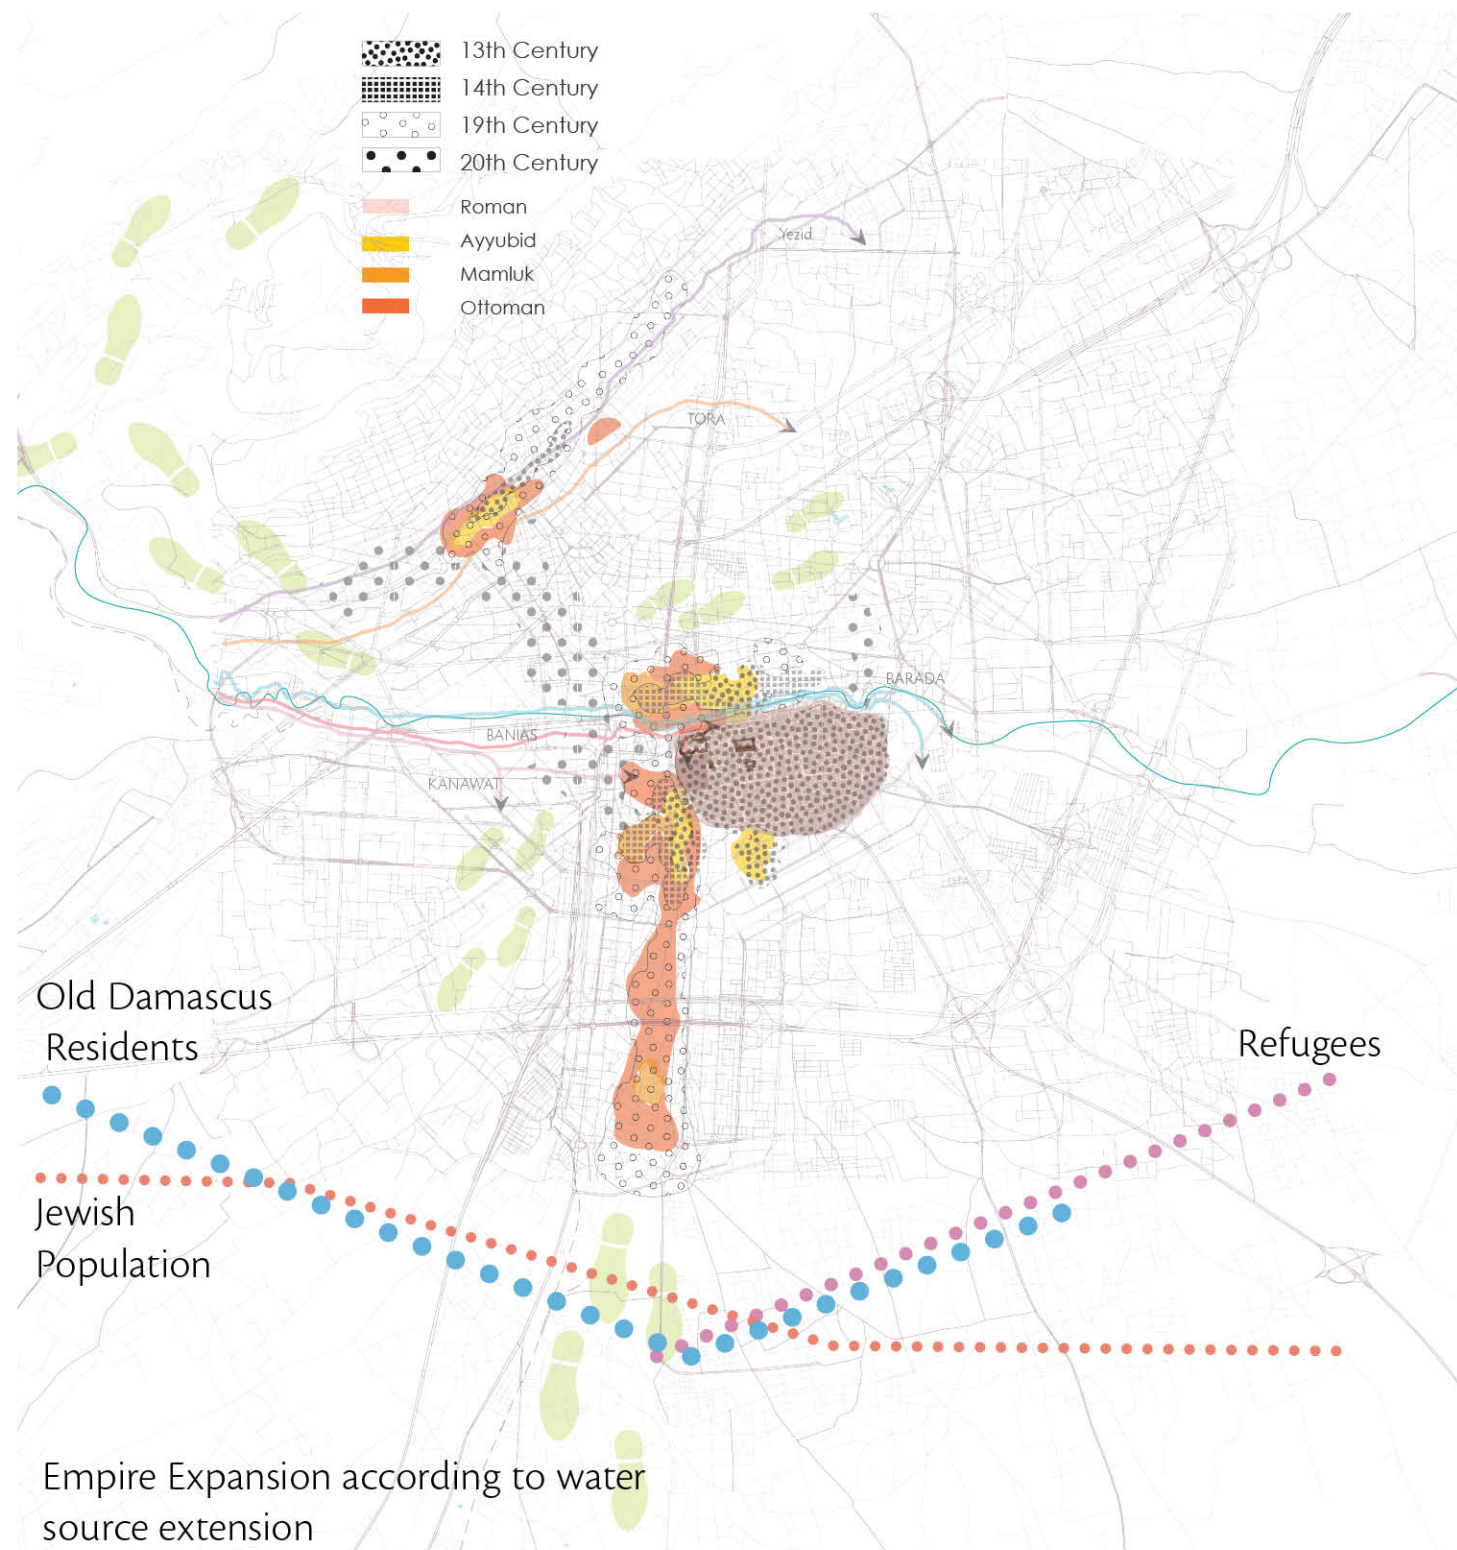 13th Century
14th Century
19th Century
20th Century
Roman
Ayyubid
Mamluk
Ottoman
Yezid
TORA
BARADA
BANIAS
KANAWAT
Old Damascus
Residents
Refugees
Jewish
Population
Empire Expansion according to water
source extension